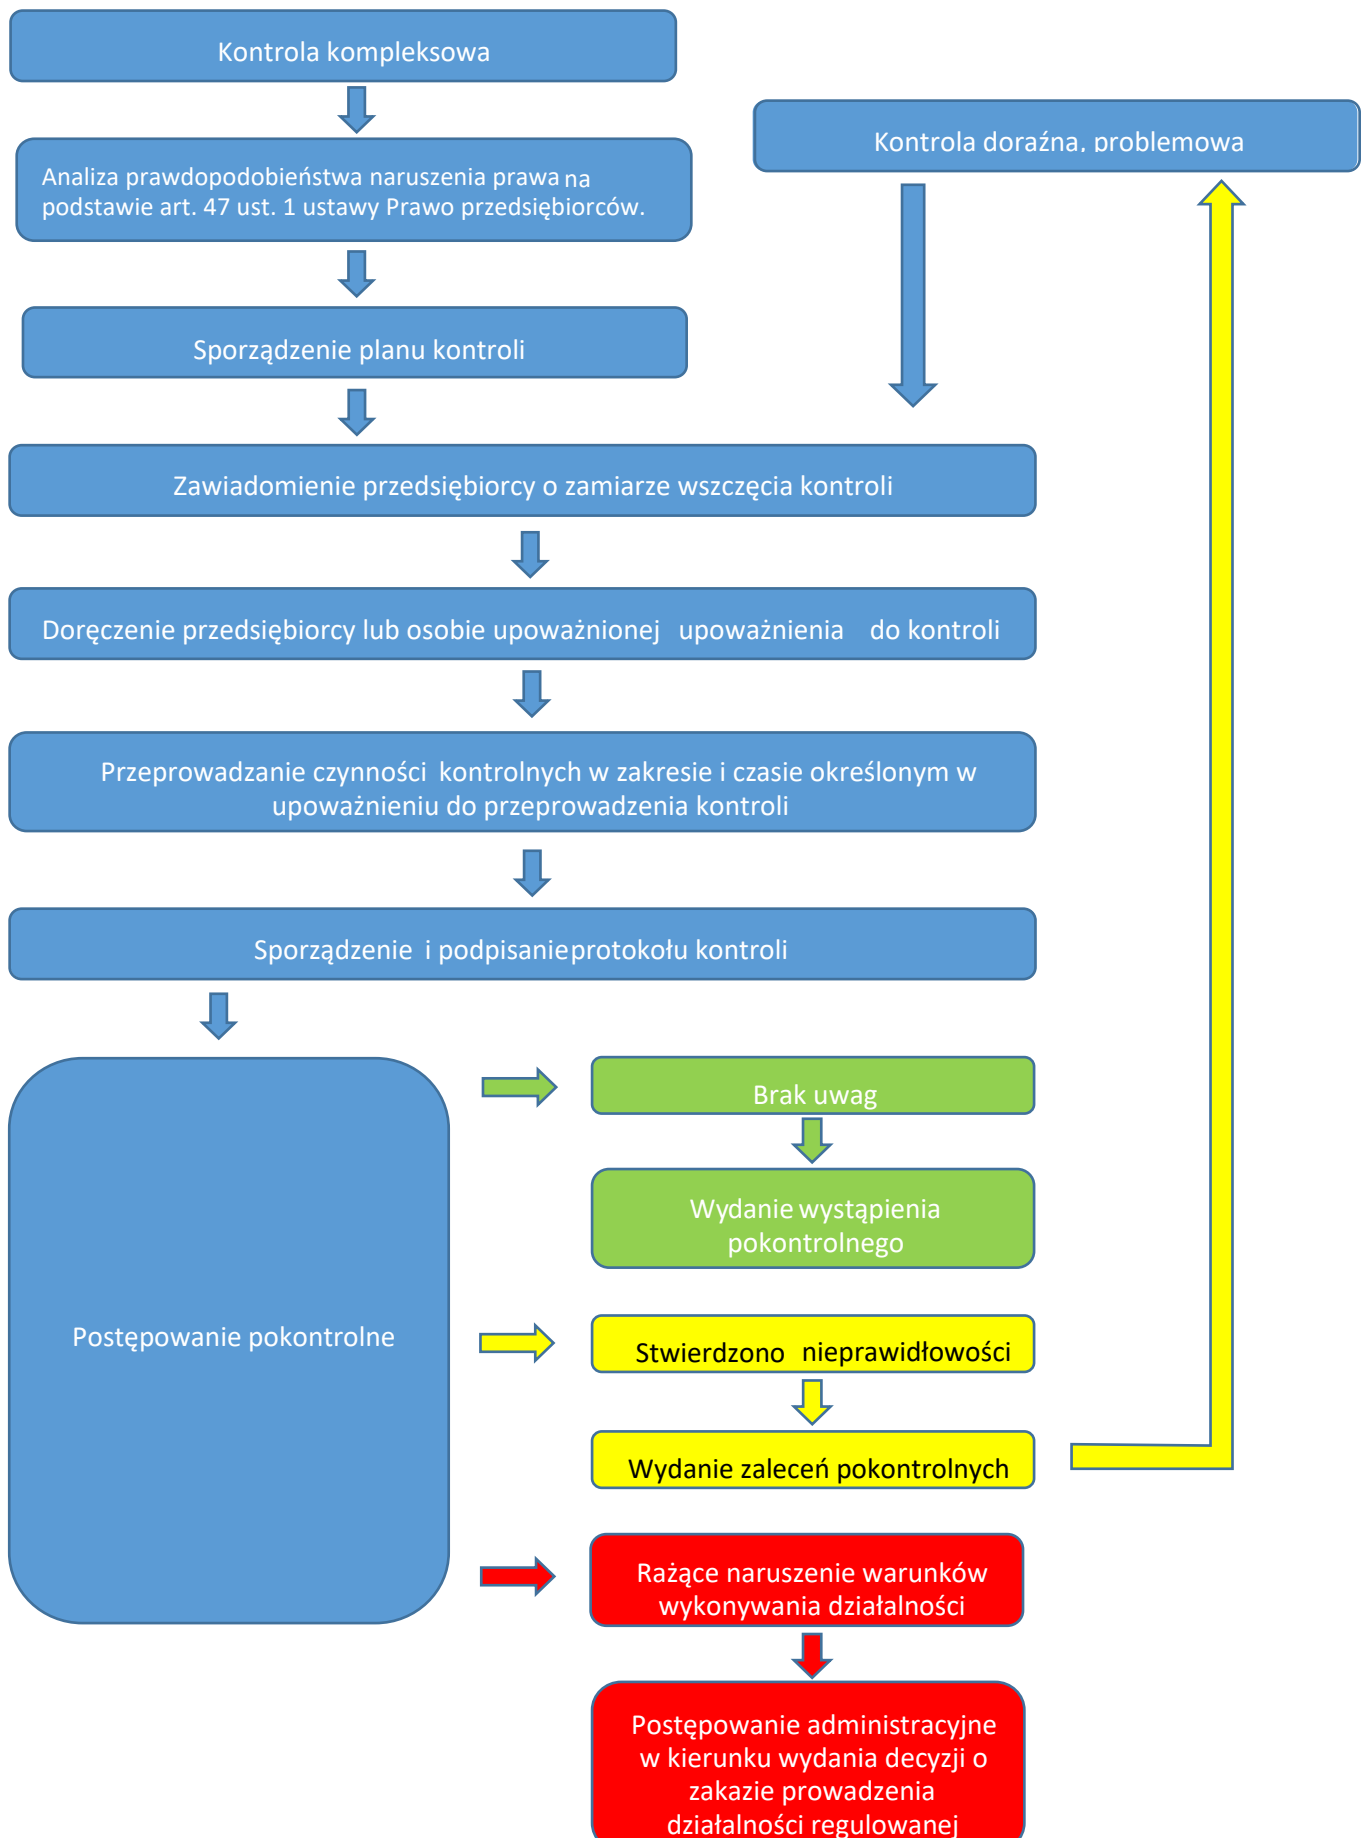 Kontrola kompleksowa
Kontrola doraźna, problemowa
Analiza prawdopodobieństwa naruszenia prawa na
podstawie art. 47 ust. 1 ustawy Prawo przedsiębiorców.
Sporządzenie planu kontroli
Zawiadomienie przedsiębiorcy o zamiarze wszczęcia kontroli
Doręczenie przedsiębiorcy lub osobie upoważnionej upoważnienia do kontroli
Przeprowadzanie czynności kontrolnych w zakresie i czasie określonym w
upoważnieniu do przeprowadzenia kontroli
Sporządzenie i podpisanie protokołu kontroli
Postępowanie pokontrolne
Brak uwag
Wydanie wystąpienia
pokontrolnego
Stwierdzono nieprawidłowości
Wydanie zaleceń pokontrolnych
Rażące naruszenie warunków
wykonywania działalności
Postępowanie administracyjne
w kierunku wydania decyzji o
zakazie prowadzenia
działalności regulowanej